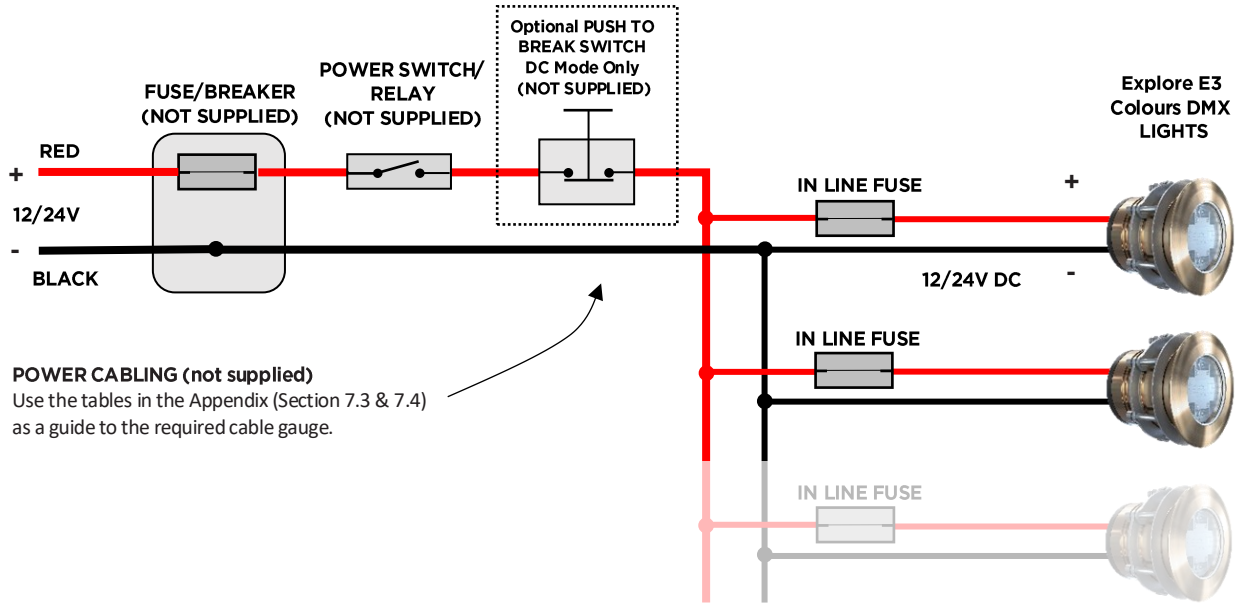 Optional PUSH TO
BREAK SWITCH
DC Mode Only
(NOT SUPPLIED)
POWER SWITCH/
RELAY
(NOT SUPPLIED)
FUSE/BREAKER
(NOT SUPPLIED)
Explore E3
Colours DMX
LIGHTS
RED
+
12/24V
-
BLACK
IN LINE FUSE
+
12/24V DC
-
IN LINE FUSE
POWER CABLING (not supplied)
Use the tables in the Appendix (Section 7.3 & 7.4)
as a guide to the required cable gauge.
IN LINE FUSE